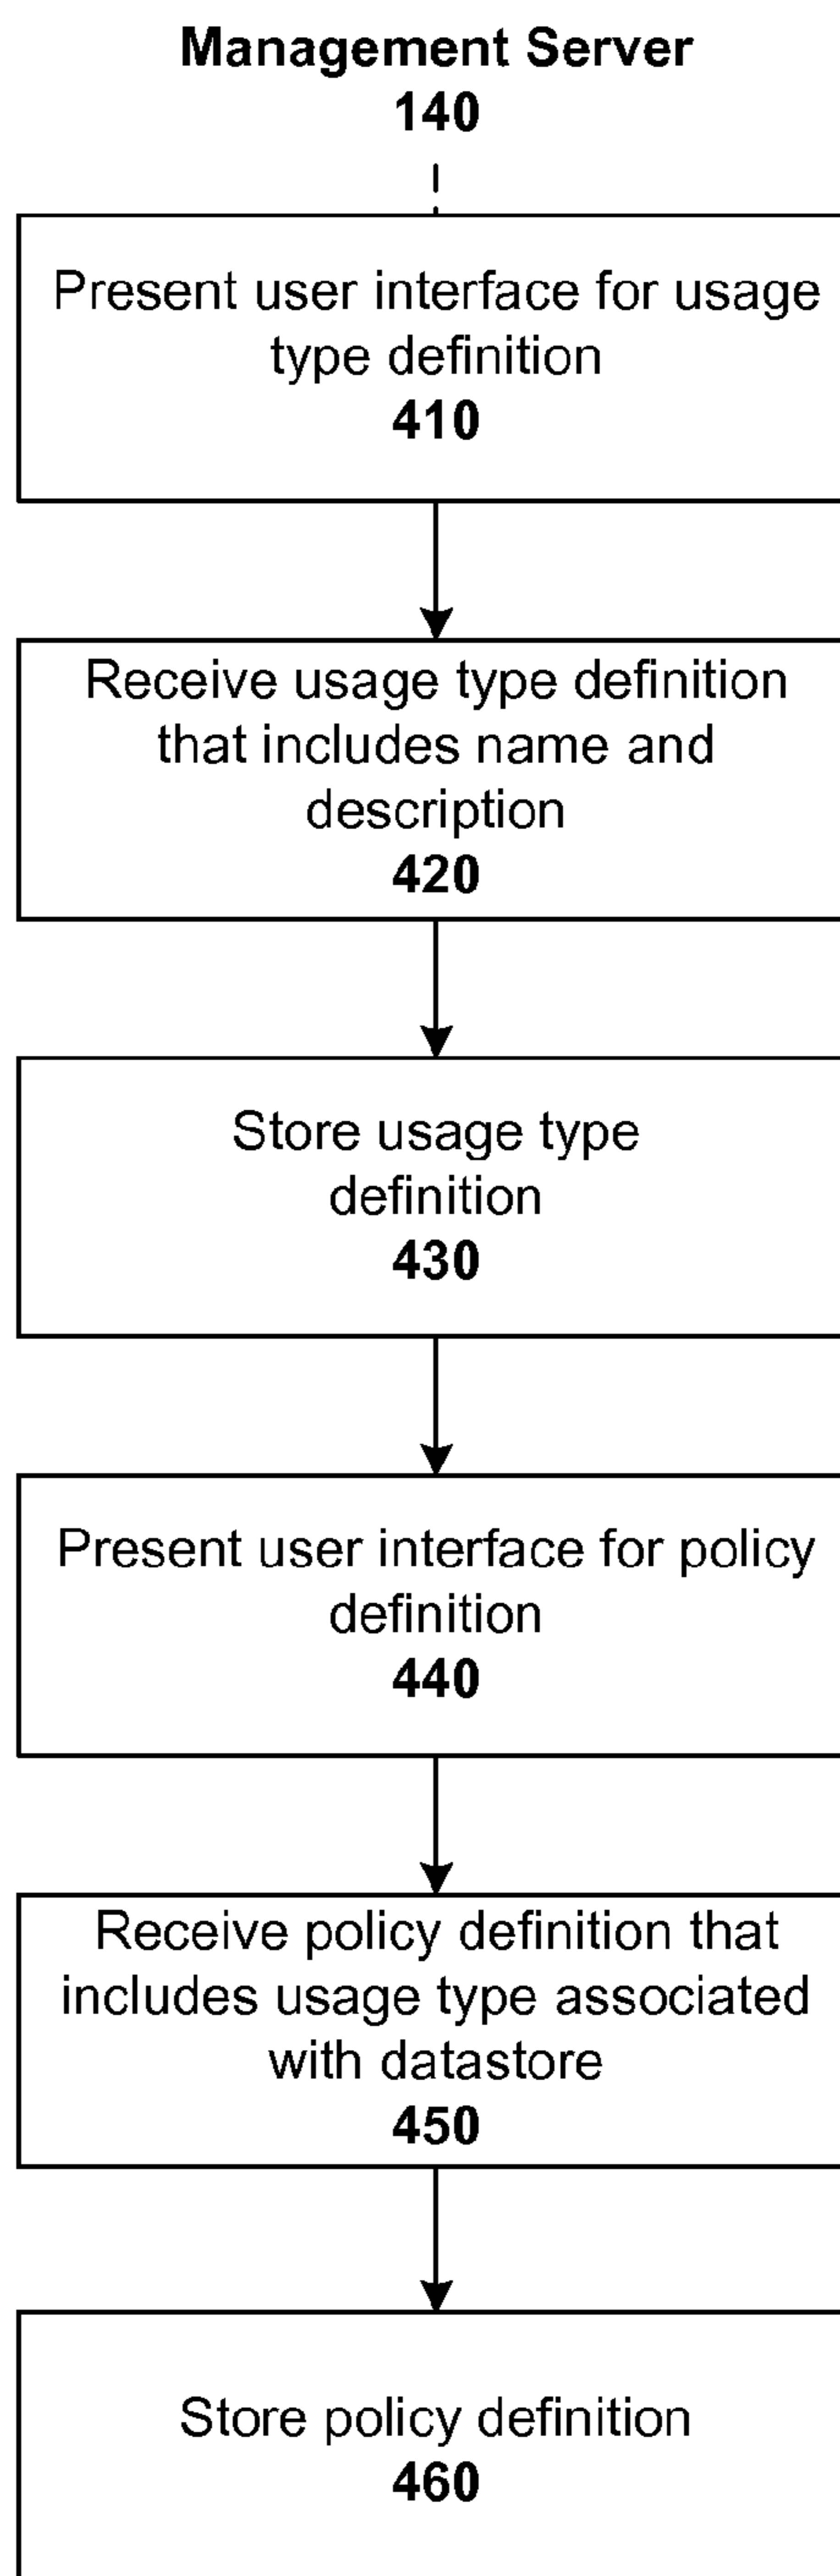 Management Server
140
Present user interface for usage
type definition
410
Receive usage type definition
that includes name and
description
420
Store usage type
definition
430
Present user interface for policy
definition
440
Receive policy definition that
includes usage type associated
with datastore
450
Store policy definition
460